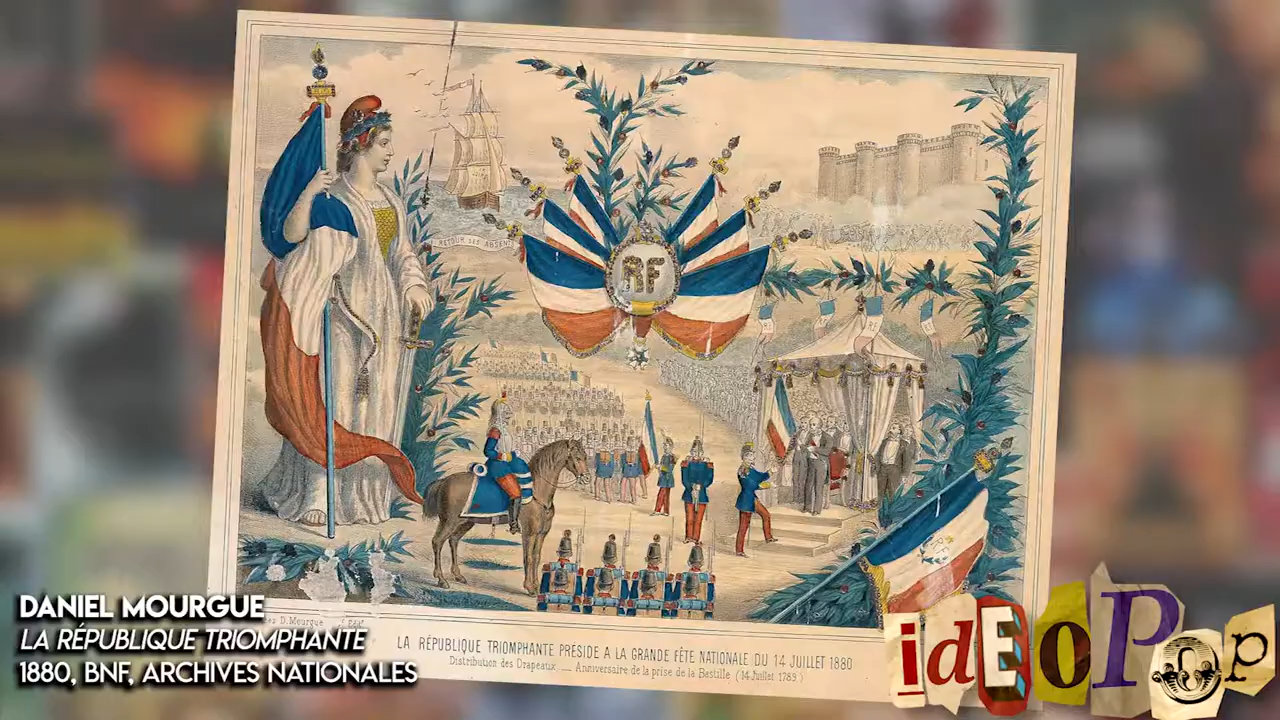 RETOUR DES ABSENTS
RF
R.F.
D. Mourgue
LA RÉPUBLIQUE TRIOMPHANTE PRÉSIDE A LA GRANDE FÊTE NATIONALE DU 14 JUILLET 1880
Distribution des Drapeaux _ Anniversaire de la prise de la Bastille (14 Juillet 1789)
DANIEL MOURGUE
LA RÉPUBLIQUE TRIOMPHANTE
1880, BNF, ARCHIVES NATIONALES
idEOPOp